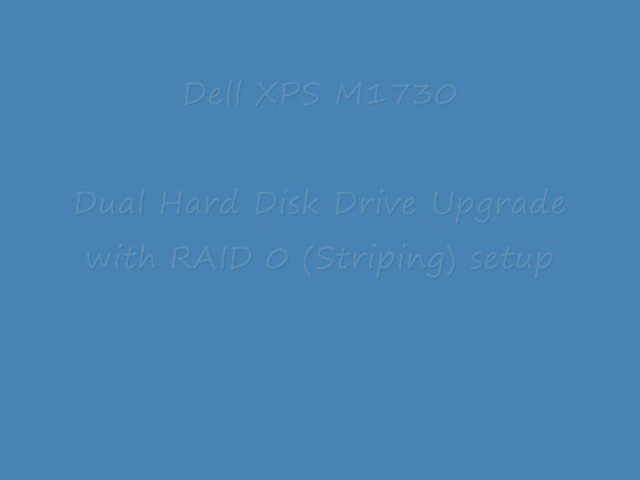 Dell XPS M1730
Dual Hard Disk Drive Upgrade
with RAID 0 (Striping) setup